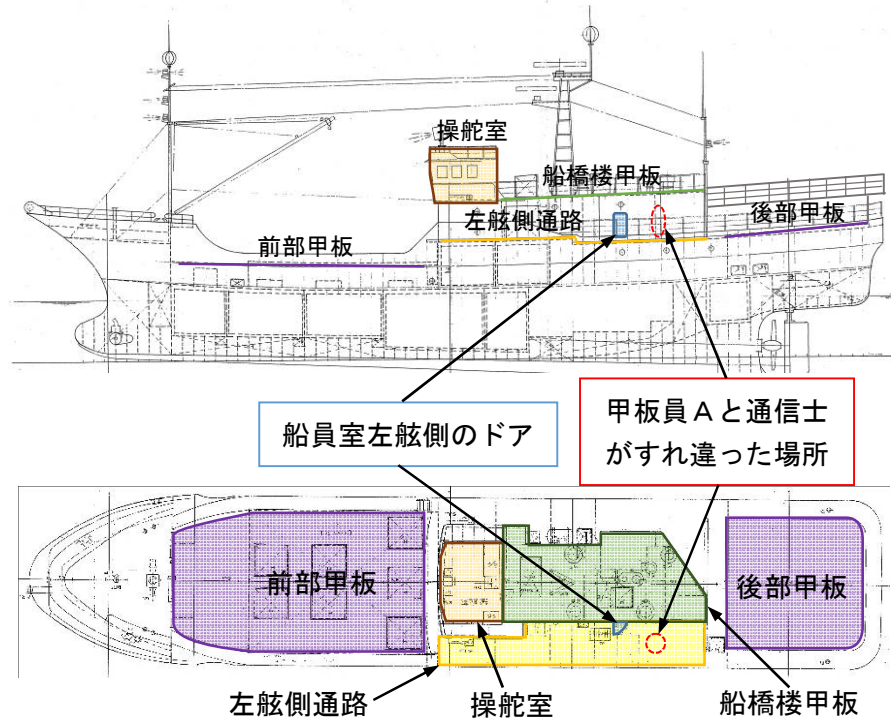 操舵室
船橋楼甲板
左舷側通路
後部甲板
前部甲板
船員室左舷側のドア
甲板員Aと通信士
がすれ違った場所
前部甲板
後部甲板
左舷側通路
操舵室
船橋楼甲板